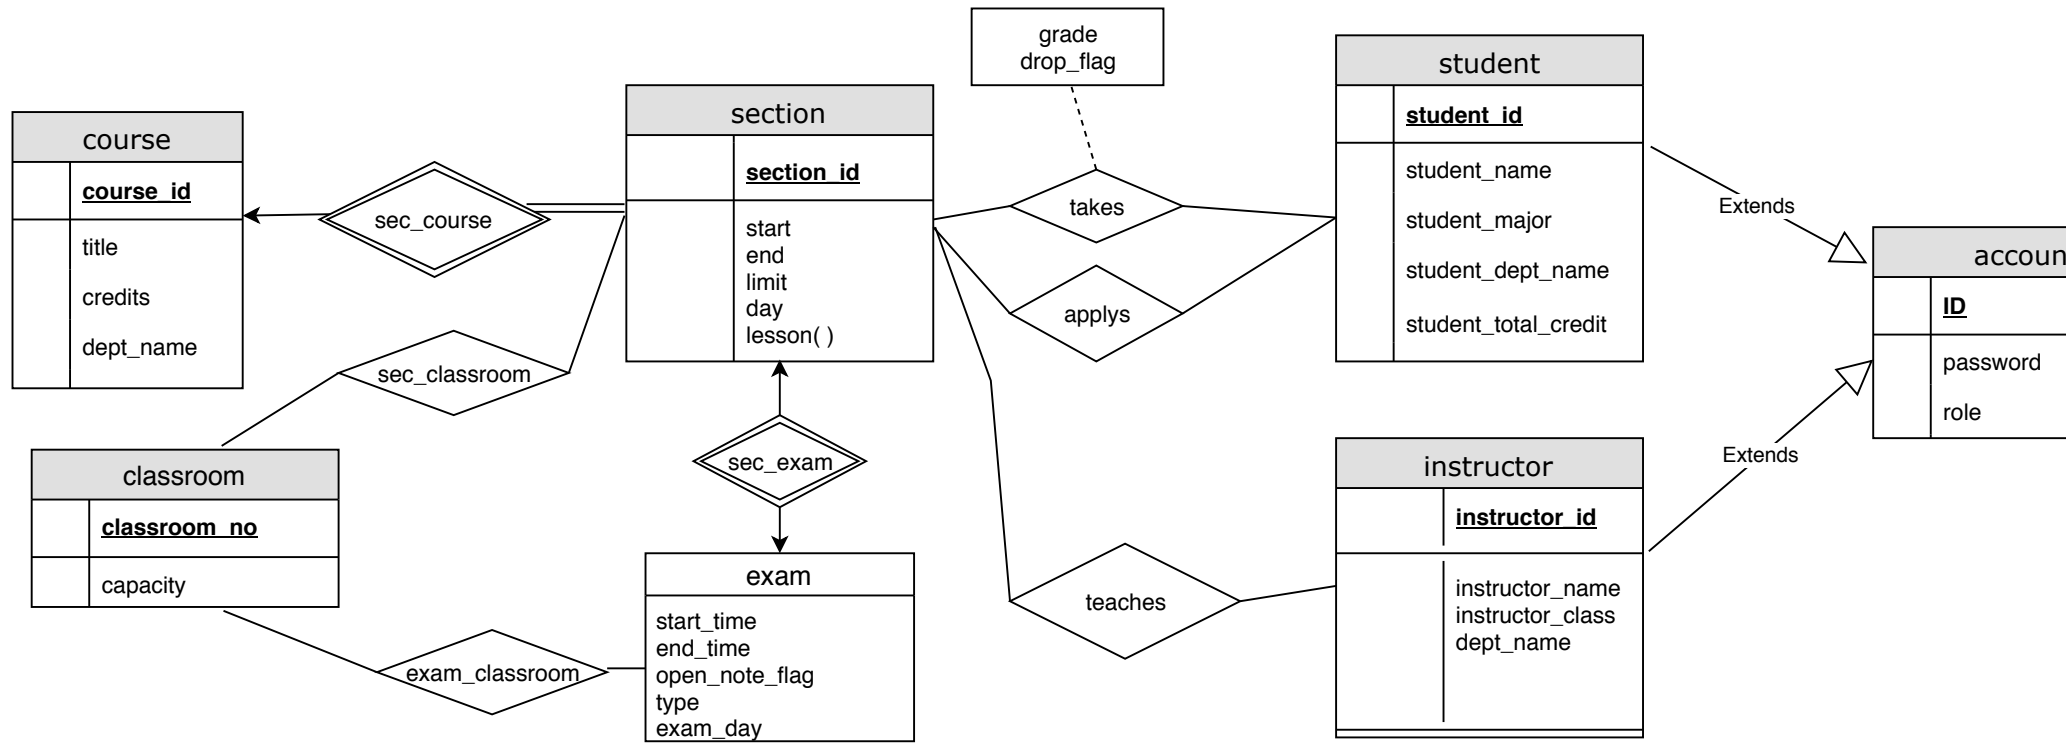 grade
drop_flag
student
student_id
student_name
student_major
student_dept_name
student_total_credit
section
section_id
start
end
limit
day
lesson( )
course
course_id
title
credits
dept_name
sec_course
takes
applys
Extends
accoun
ID
password
role
sec_classroom
classroom
classroom_no
capacity
sec_exam
exam
start_time
end_time
open_note_flag
type
exam_day
exam_classroom
teaches
instructor
instructor_id
instructor_name
instructor_class
dept_name
Extends